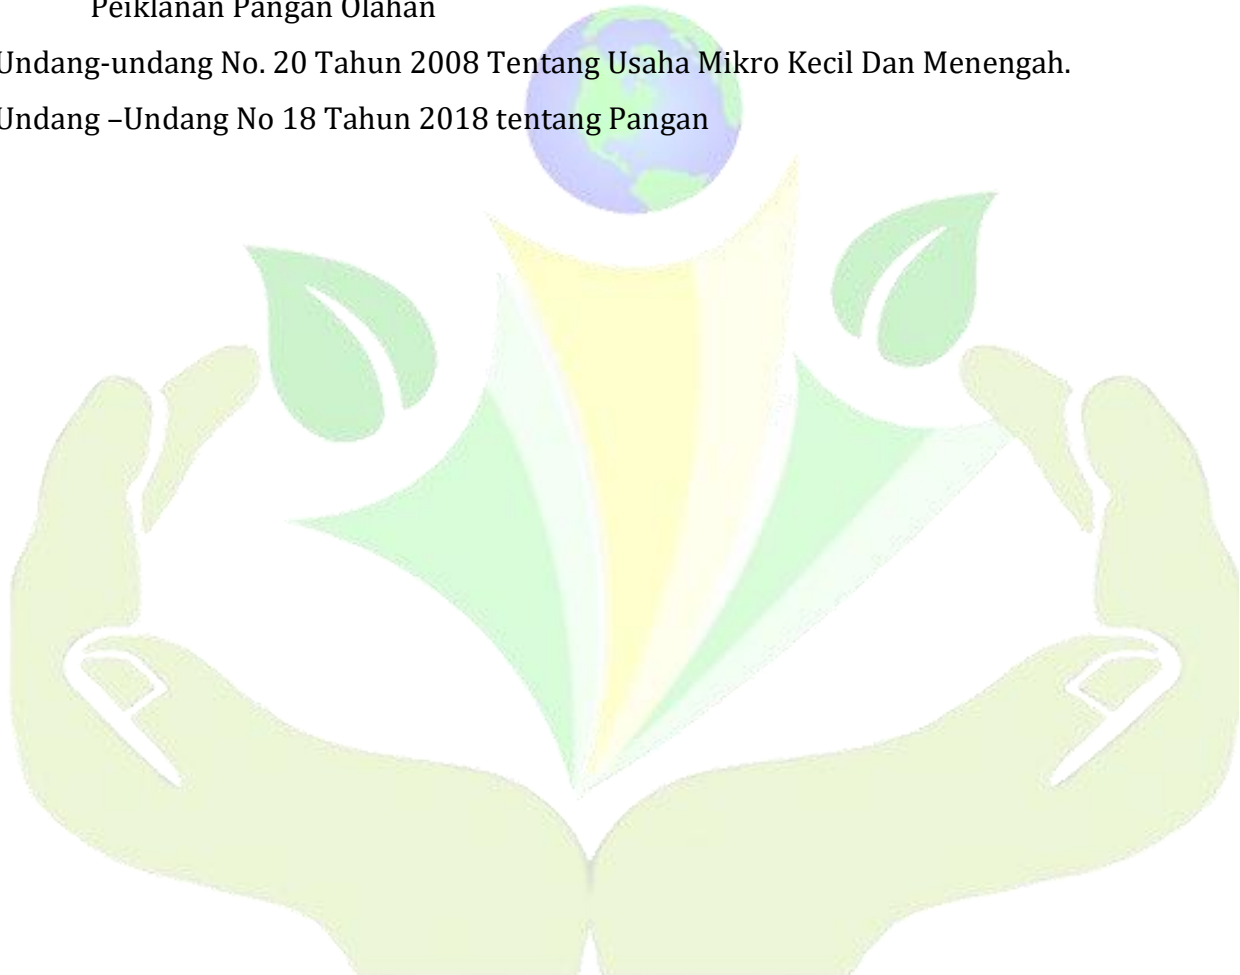 Peiklanan Pangan Olahan
Undang-undang No. 20 Tahun 2008 Tentang Usaha Mikro Kecil Dan Menengah.
Undang –Undang No 18 Tahun 2018 tentang Pangan